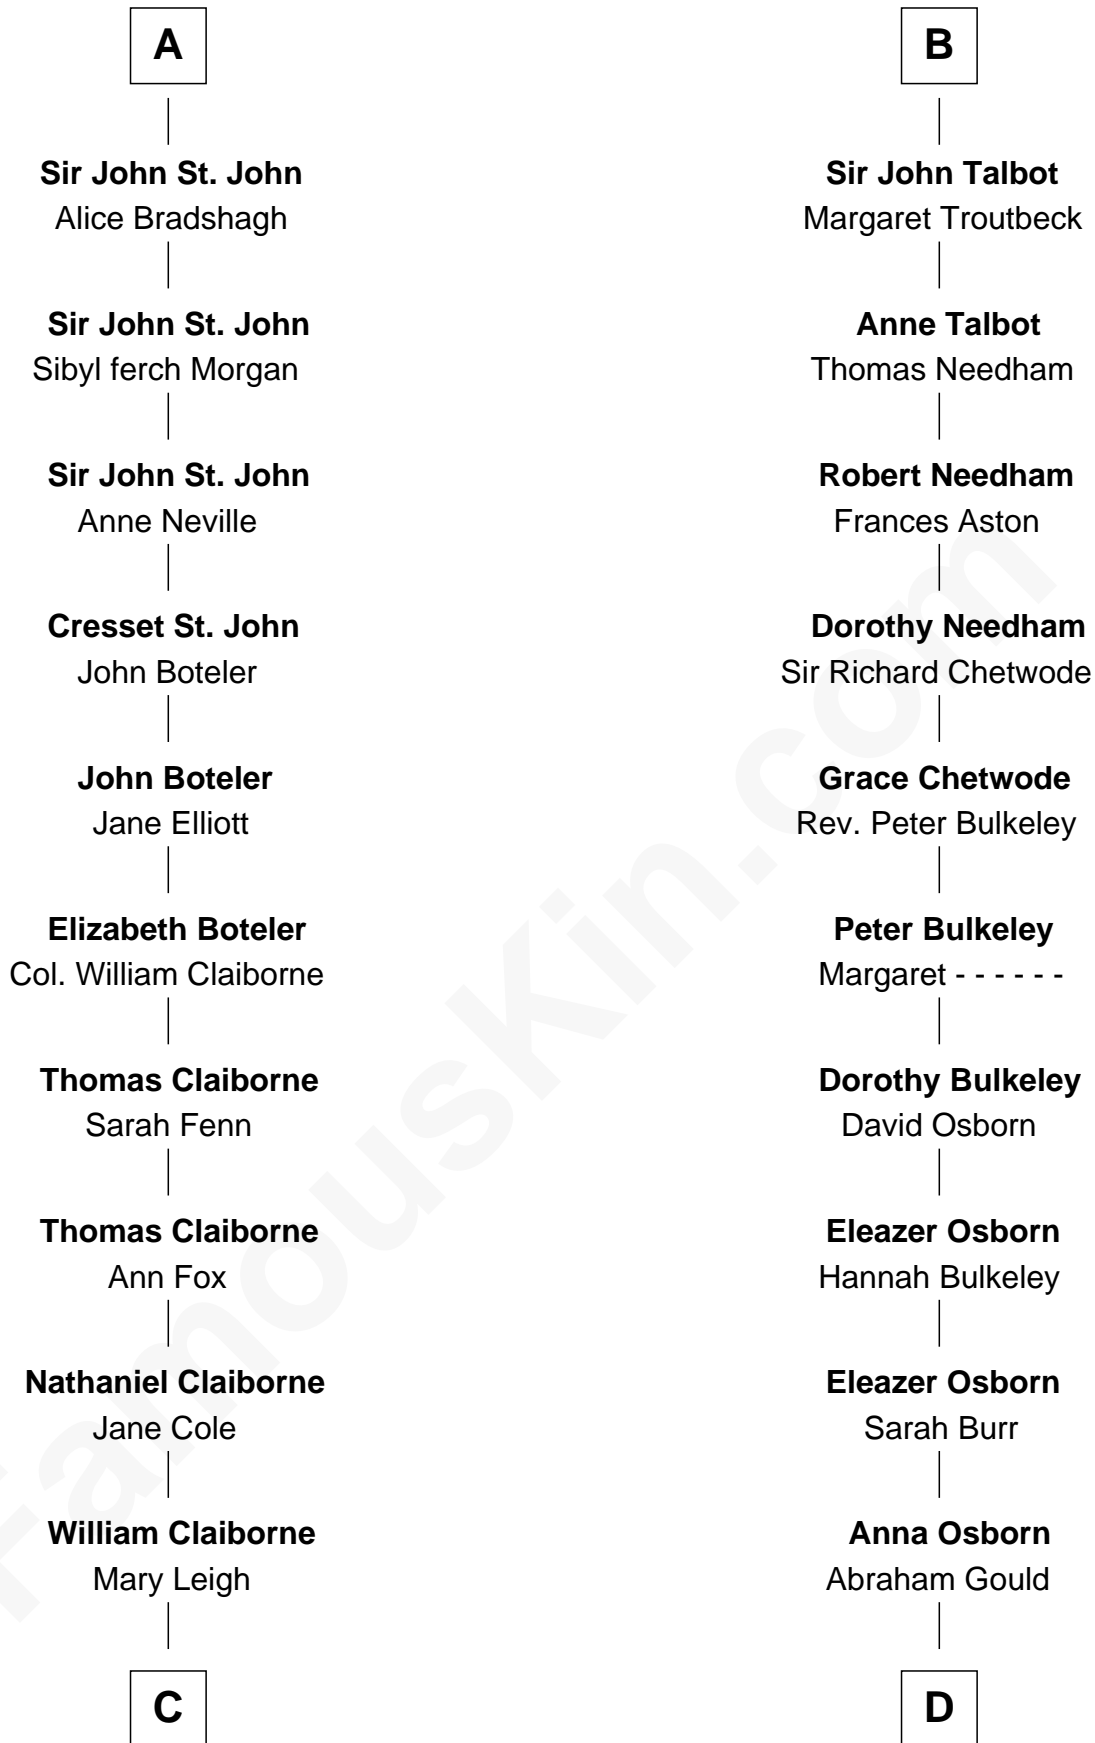 A
Sir John St. John
Alice Bradshagh
Sir John St. John
Sibyl ferch Morgan
Sir John St. John
Anne Neville
Cresset St. John
John Boteler
John Boteler
Jane Elliott
Elizabeth Boteler
Col. William Claiborne
Thomas Claiborne
Sarah Fenn
Thomas Claiborne
Ann Fox
Nathaniel Claiborne
Jane Cole
William Claiborne
Mary Leigh
C
B
Sir John Talbot
Margaret Troutbeck
Anne Talbot
Thomas Needham
Robert Needham
Frances Aston
Dorothy Needham
Sir Richard Chetwode
Grace Chetwode
Rev. Peter Bulkeley
Peter Bulkeley
Margaret - - - - - -
Dorothy Bulkeley
David Osborn
Eleazer Osborn
Hannah Bulkeley
Eleazer Osborn
Sarah Burr
Anna Osborn
Abraham Gould
D
FamousKin.com